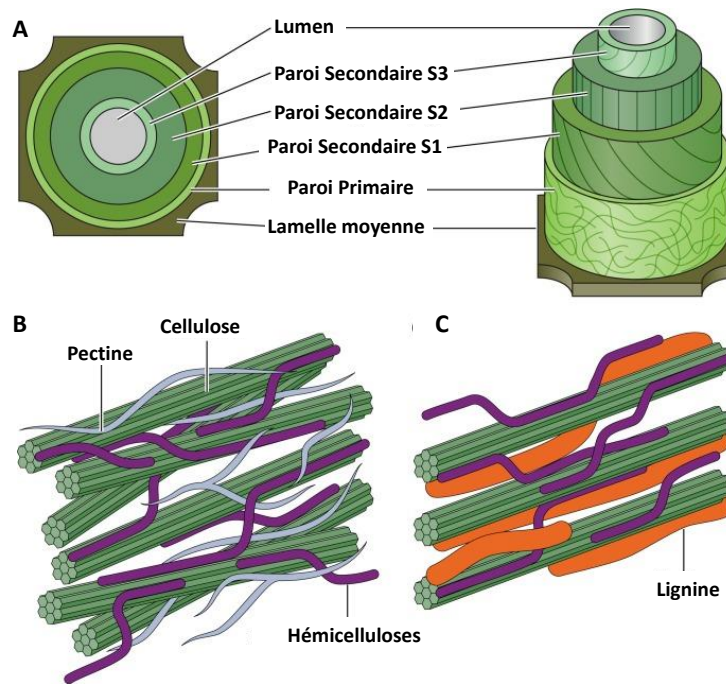 A
Lumen
Paroi Secondaire S3
Paroi Secondaire S2
Paroi Secondaire S1
Paroi Primaire
Lamelle moyenne
B
Cellulose
Pectine
Hémicelluloses
C
Lignine